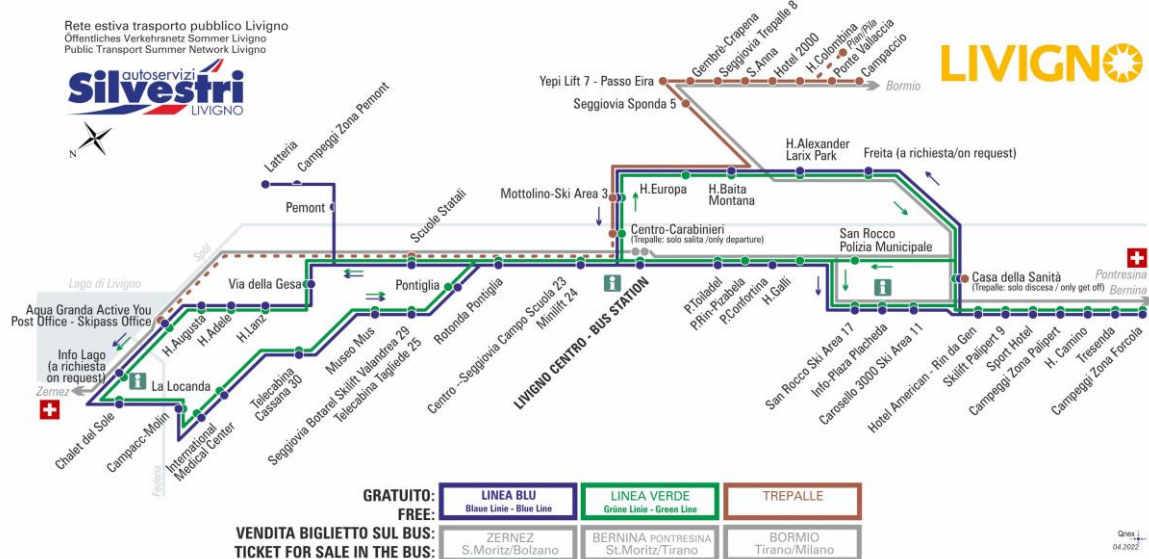 Rete estiva trasporto pubblico Livigno
Öffentliches Verkehrsnetz Sommer Livigno
Public Transport Summer Network Livigno
autoservizi
Silvestri
LIVIGNO
N
LIVIGNO
Yepi Lift 7 - Passo Eira
Gembrè-Crapena
Seggiovia Trepalle 8
S.Anna
Hotel 2000
H.Colombina
Plan/Pila
Ponte Vallaccia
Campaccio
Bormio
Seggiovia Sponda 5
Latteria
Campeggi Zona Pemont
Pemont
Mottolino-Ski Area 3
H.Europa
H.Baita
Montana
H.Alexander
Larix Park
Freita (a richiesta/on request)
Scuole Statali
Centro-Carabinieri
(Trepalle: solo salita /only departure)
San Rocco
Polizia Municipale
Spöl
Lago di Livigno
Via della Gesa
Pontiglia
Casa della Sanità
(Trepalle: solo discesa / only get off)
Pontresina
Bernina
Aqua Granda Active You
Post Office - Skipass Office
H.Augusta
H.Adele
H.Lanz
Info Lago
(a richiesta
on request)
Zernez
La Locanda
Chalet del Sole
Campacc-Molin
Federia
International
Medical Center
Telecabina
Cassana 30
Museo Mus
Seggiovia Botarel Skilift Valandrea 29
Telecabina Tagliede 25
Rotonda Pontiglia
Centro --Seggiovia Campo Scuola 23
Minilift 24
LIVIGNO CENTRO - BUS STATION
P.Toiladel
PRin-Pizabela
P.Confortina
H.Galli
San Rocco Ski Area 17
Info-Plaza Placheda
Carosello 3000 Ski Area 11
Hotel American - Rin da Gen
Skilift Palipert 9
Sport Hotel
Campeggi Zona Palipert
H. Camino
Tresenda
Campeggi Zona Forcola
GRATUITO:
FREE:
LINEA BLU
Blaue Linie - Blue Line
LINEA VERDE
Grüne Linie - Green Line
TREPALLE
VENDITA BIGLIETTO SUL BUS:
TICKET FOR SALE IN THE BUS:
ZERNEZ
S.Moritz/Bolzano
BERNINA PONTRESINA
St.Moritz/Tirano
BORMIO
Tirano/Milano
Qnex
04.2022